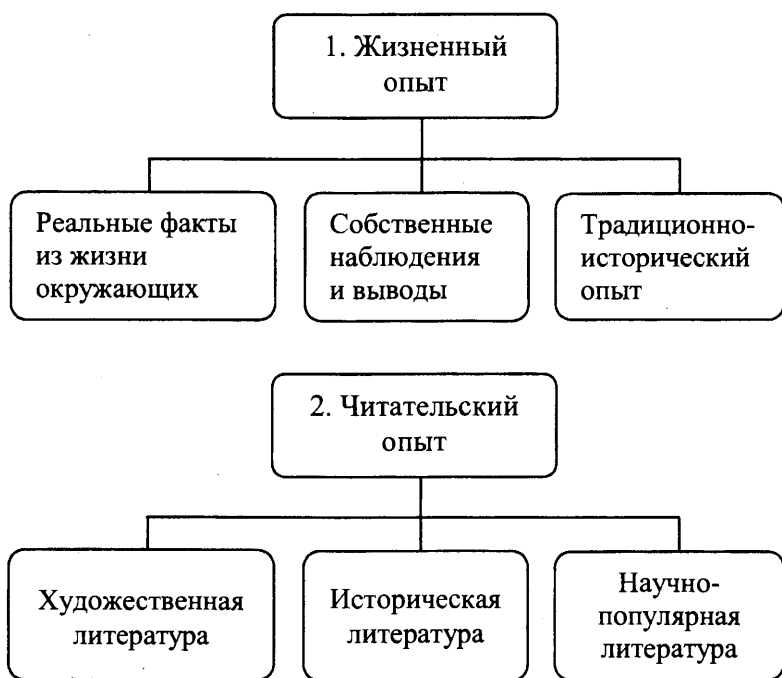 1. Жизненный
опыт
Реальные факты
из жизни
окружающих
Собственные
наблюдения
и выводы
Традиционно-
исторический
опыт
2. Читательский
опыт
Художественная
литература
Историческая
литература
Научно-
популярная
литература